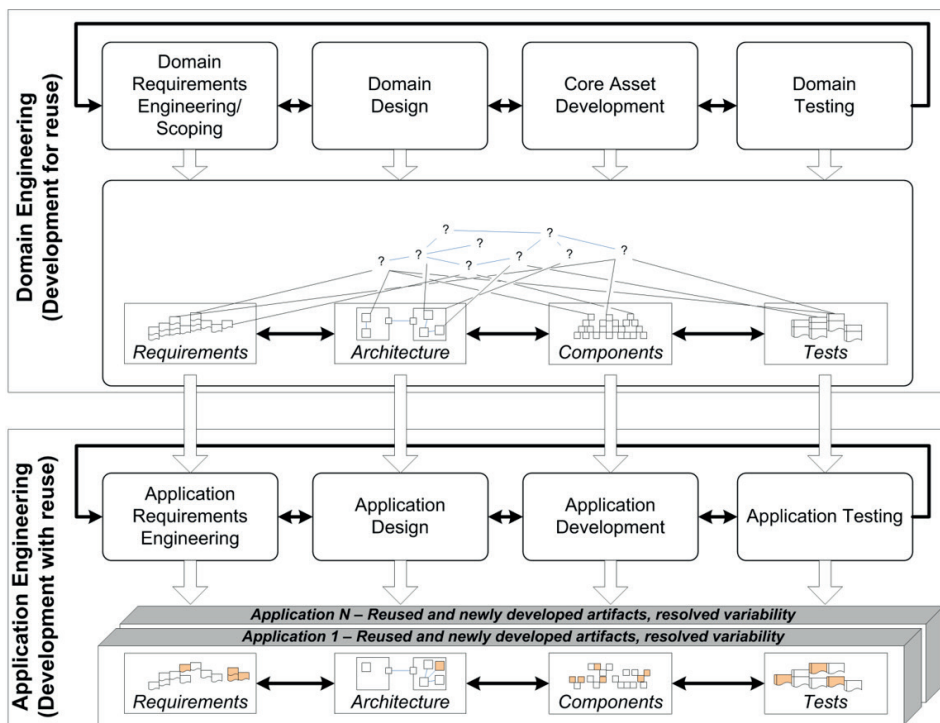 Domain Engineering
(Development for reuse)
Domain
Requirements
Engineering/
Scoping
Domain
Design
Core Asset
Development
Domain
Testing
?
?
?
?
?
?
?
?
?
Requirements
Architecture
Components
Tests
Application Engineering
(Development with reuse)
Application
Requirements
Engineering
Application
Design
Application
Development
Application Testing
Application N – Reused and newly developed artifacts, resolved variability
Application 1 – Reused and newly developed artifacts, resolved variability
Requirements
Architecture
Components
Tests